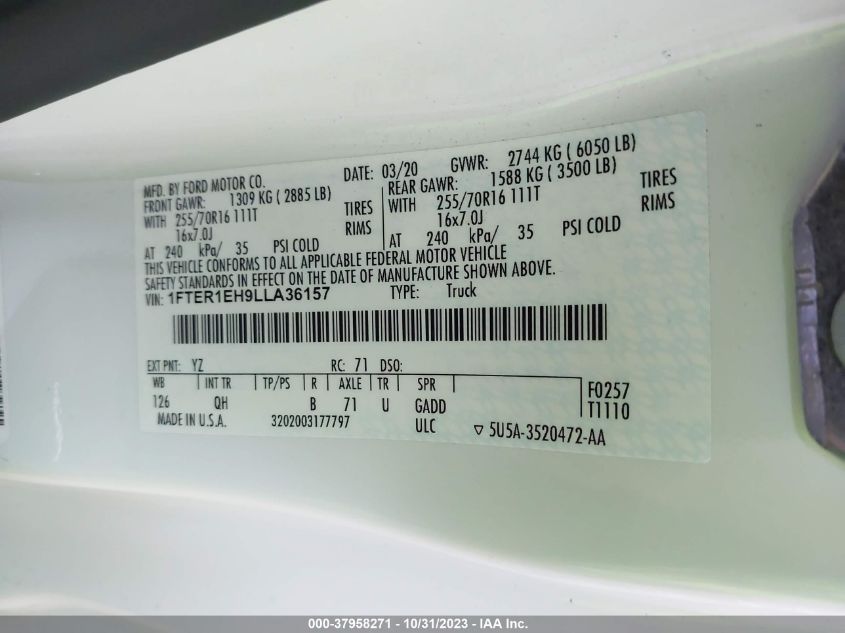 MFD. BY FORD MOTOR CO. DATE: 03/20 GVWR: 2744 KG ( 6050 LB)
FRONT GAWR: 1309 KG ( 2885 LB) REAR GAWR: 1588 KG ( 3500 LB)
WITH 255/70R16 111T TIRES WITH 255/70R16 111T TIRES
16x7.0J RIMS 16x7.0J RIMS
AT 240 kPa/ 35 PSI COLD AT 240 kPa/ 35 PSI COLD
THIS VEHICLE CONFORMS TO ALL APPLICABLE FEDERAL MOTOR VEHICLE
SAFETY STANDARDS IN EFFECT ON THE DATE OF MANUFACTURE SHOWN ABOVE.
VIN: 1FTER1EH9LLA36157 TYPE: Truck
EXT PNT: YZ RC: 71 DSO:
WB INT TR TP/PS R AXLE TR SPR F0257
126 QH B 71 U GADD T1110
MADE IN U.S.A. 3202003177797 ULC ▽ 5U5A-3520472-AA
000-37958271 - 10/31/2023 - IAA Inc.